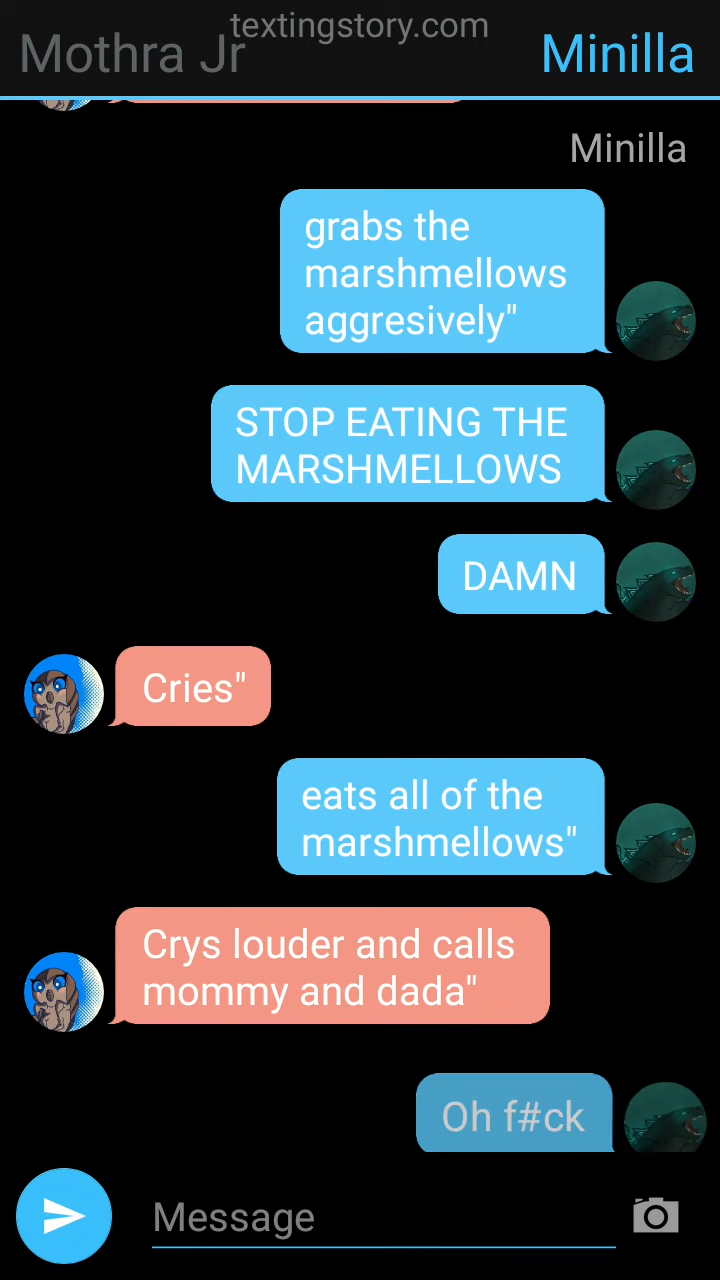 textingstory.com
Mothra Jr
Minilla
Minilla
grabs the
marshmellows
aggresively"
STOP EATING THE
MARSHMELLOWS
DAMN
Cries"
eats all of the
marshmellows"
Crys louder and calls
mommy and dada"
Oh f#ck
Message